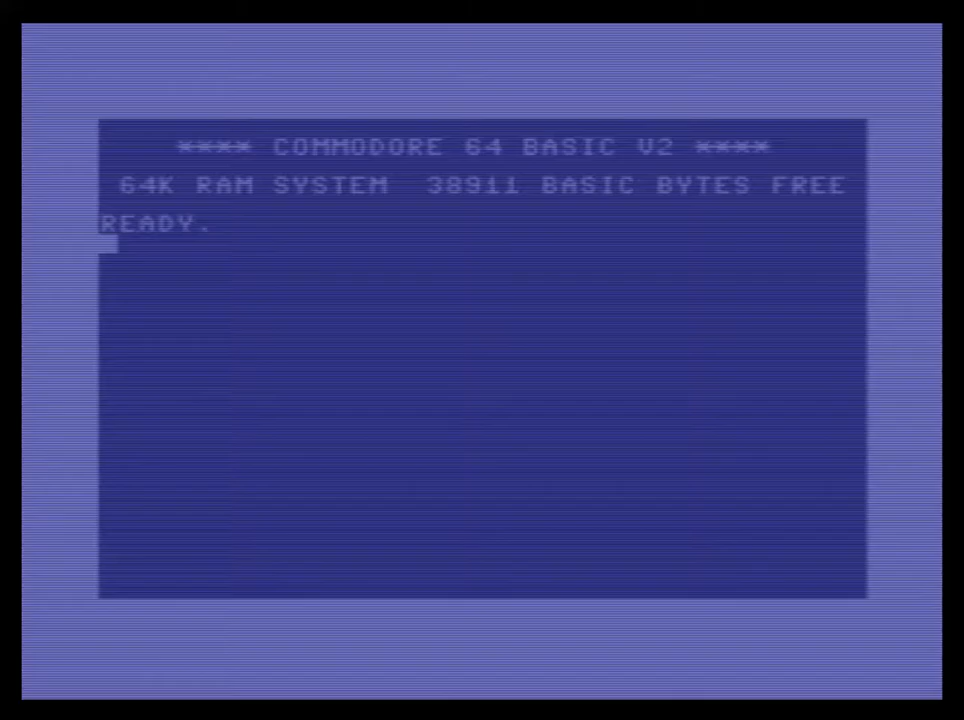 **** COMMODORE 64 BASIC V2 ****
64K RAM SYSTEM  38911 BASIC BYTES FREE
READY.